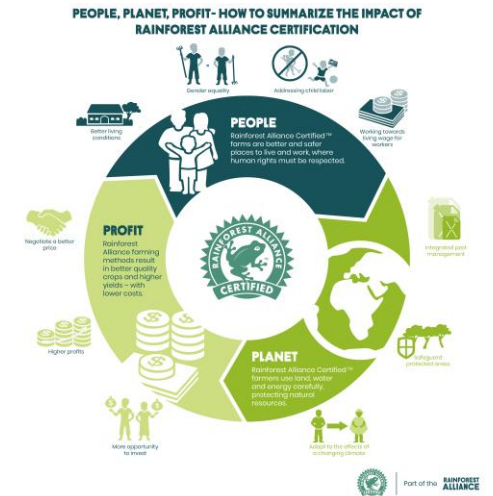 PEOPLE, PLANET, PROFIT- HOW TO SUMMARIZE THE IMPACT OF
RAINFOREST ALLIANCE CERTIFICATION
Gender equality
Addressing child labor
Better living
conditions
Working towards
living wage for
workers
PEOPLE
Rainforest Alliance Certified™
farms are better and safer
places to live and work, where
human rights must be respected.
Negotiate a better
price
PROFIT
Rainforest
Alliance farming
methods result
in better quality
crops and higher
yields – with
lower costs.
RAINFOREST ALLIANCE
CERTIFIED
Integrated pest
management
Higher profits
Safeguard
protected areas
PLANET
Rainforest Alliance Certified™
farmers use land, water
and energy carefully,
protecting natural
resources.
More opportunity
to invest
Adapt to the effects of
a changing climate
Part of the
RAINFOREST
ALLIANCE